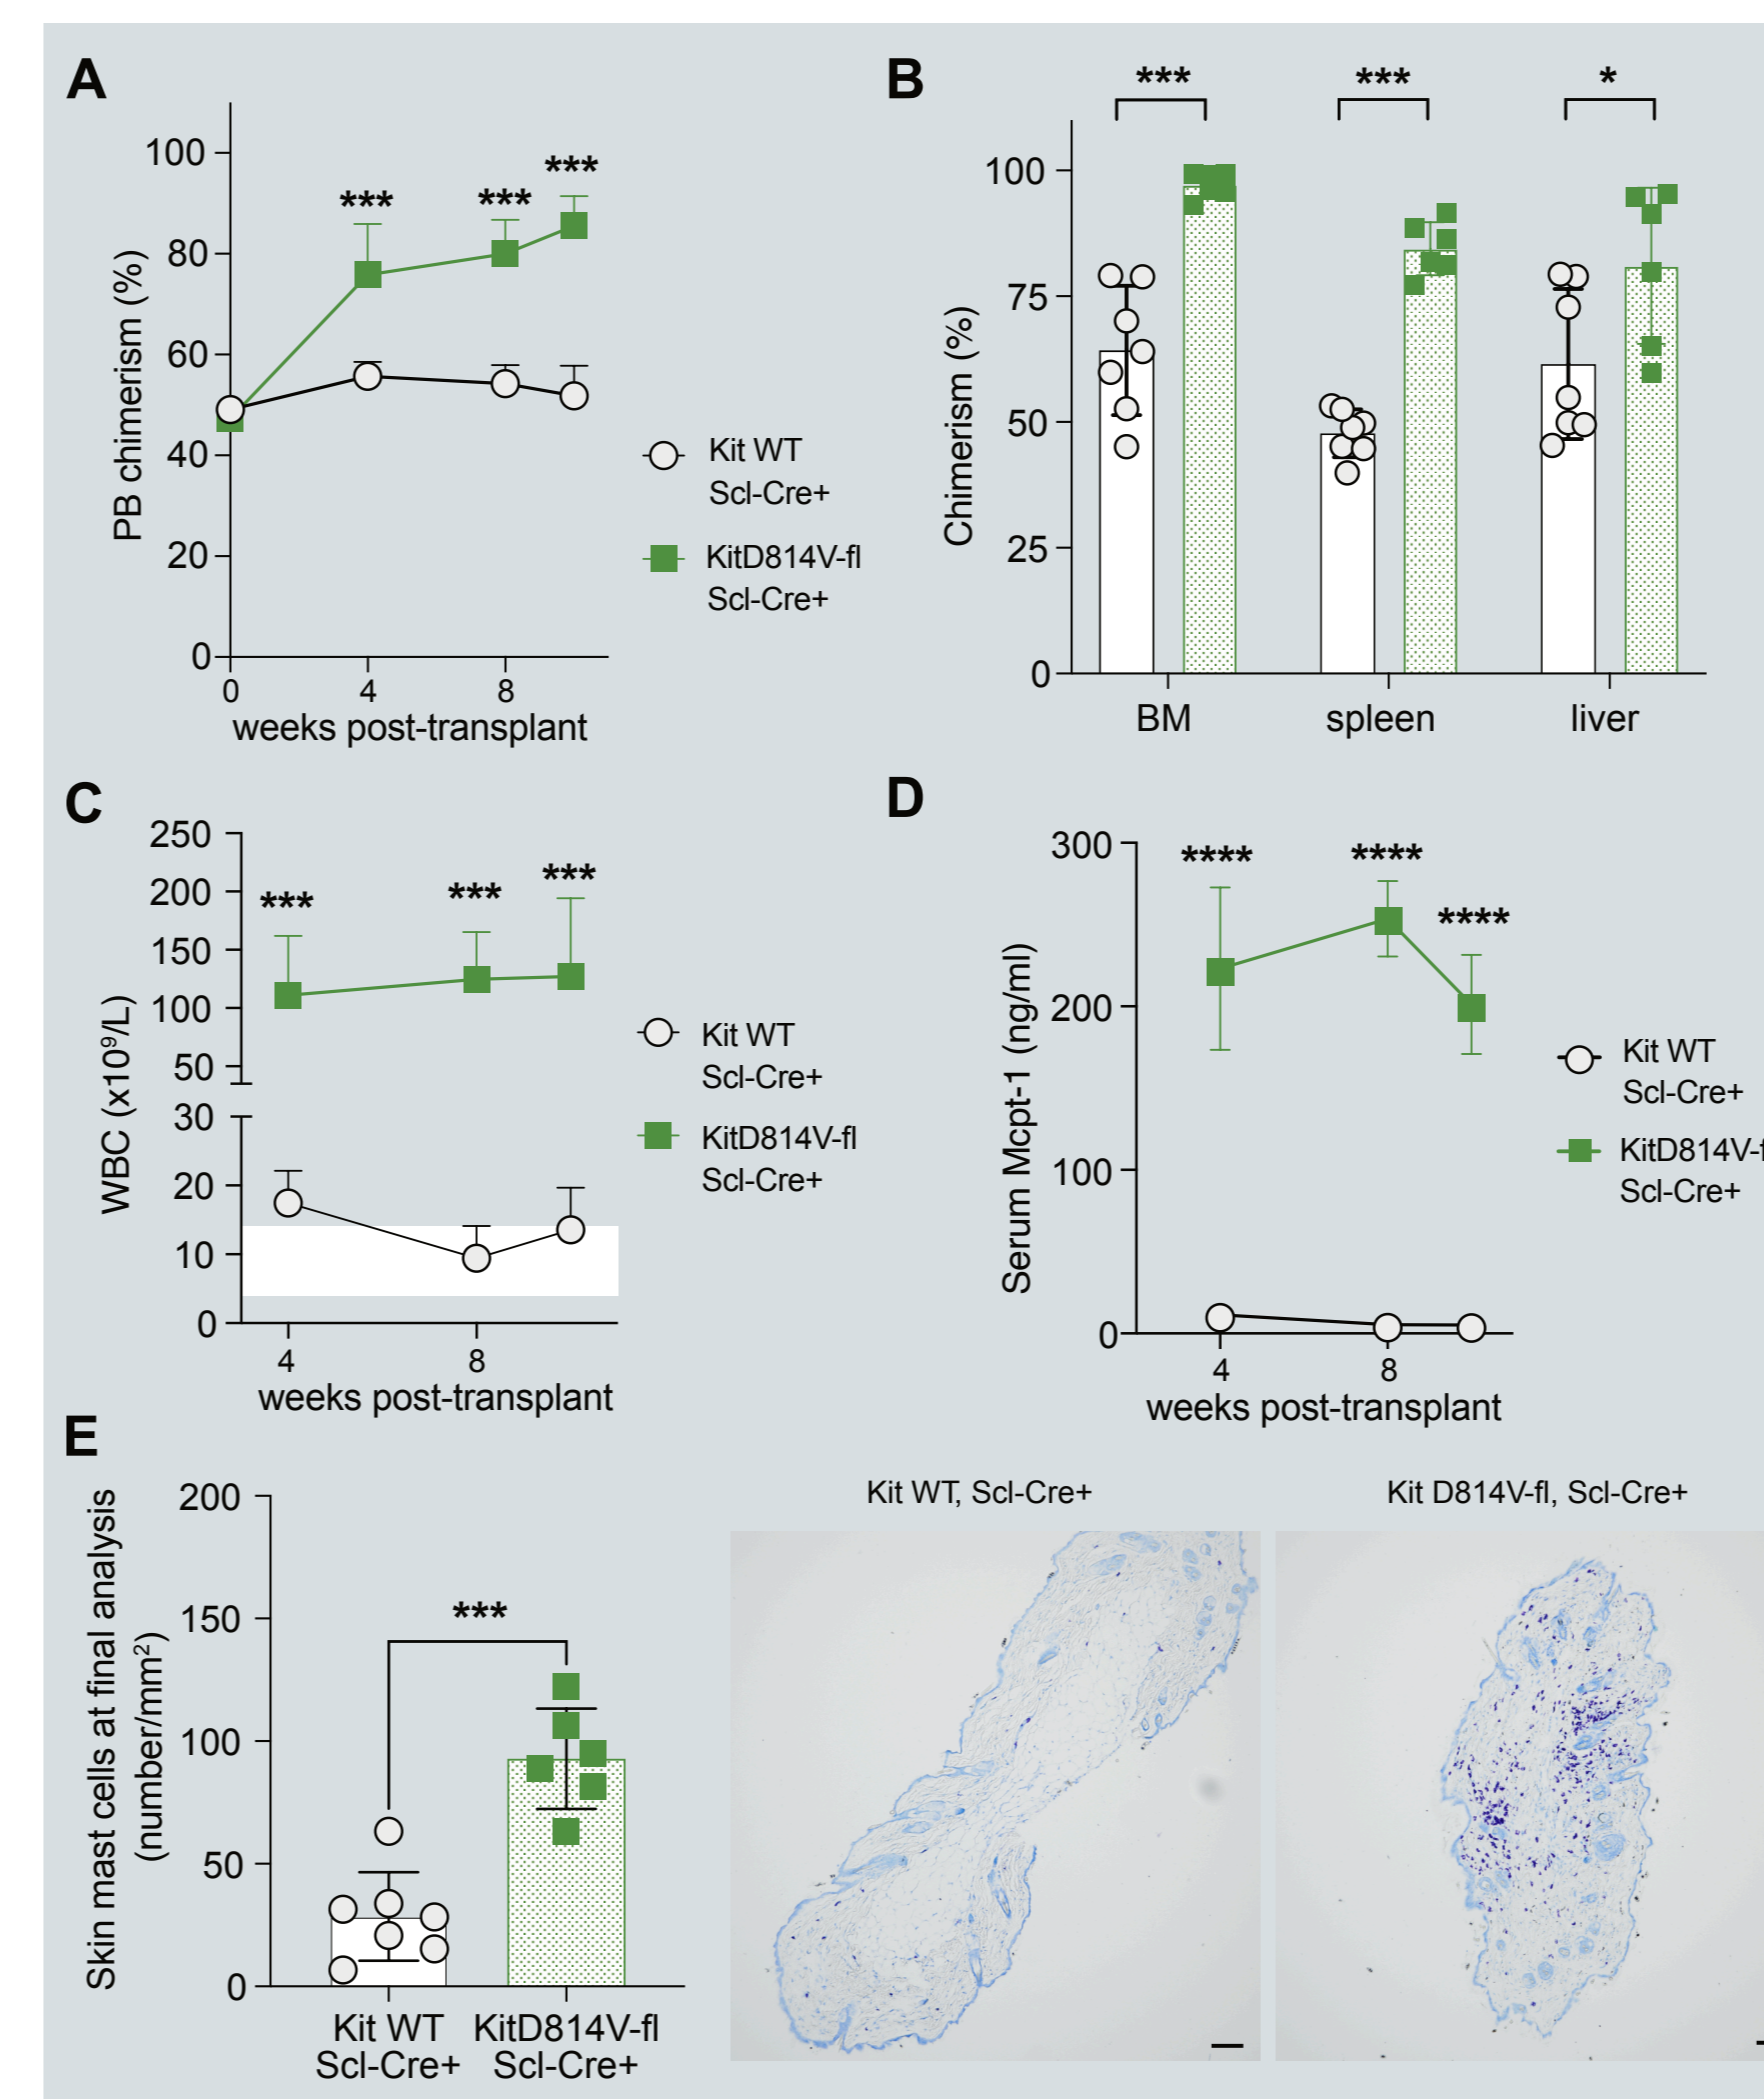 A
PB chimerism (%)
100
80
60
40
20
0
*** *** ***
0 4 8
weeks post-transplant
Kit WT
Scl-Cre+
KitD814V-fl
Scl-Cre+
B
Chimerism (%)
100
75
50
25
0
*** *** *
BM spleen liver
C
WBC (x10⁹/L)
250
200
150
100
50
30
20
10
0
*** *** ***
4 8
weeks post-transplant
Kit WT
Scl-Cre+
KitD814V-fl
Scl-Cre+
D
Serum Mcpt-1 (ng/ml)
300
200
100
0
**** **** ****
4 8
weeks post-transplant
Kit WT
Scl-Cre+
KitD814V-f
Scl-Cre+
E
Skin mast cells at final analysis
(number/mm²)
200
150
100
50
0
***
Kit WT KitD814V-fl
Scl-Cre+ Scl-Cre+
Kit WT, Scl-Cre+
Kit D814V-fl, Scl-Cre+